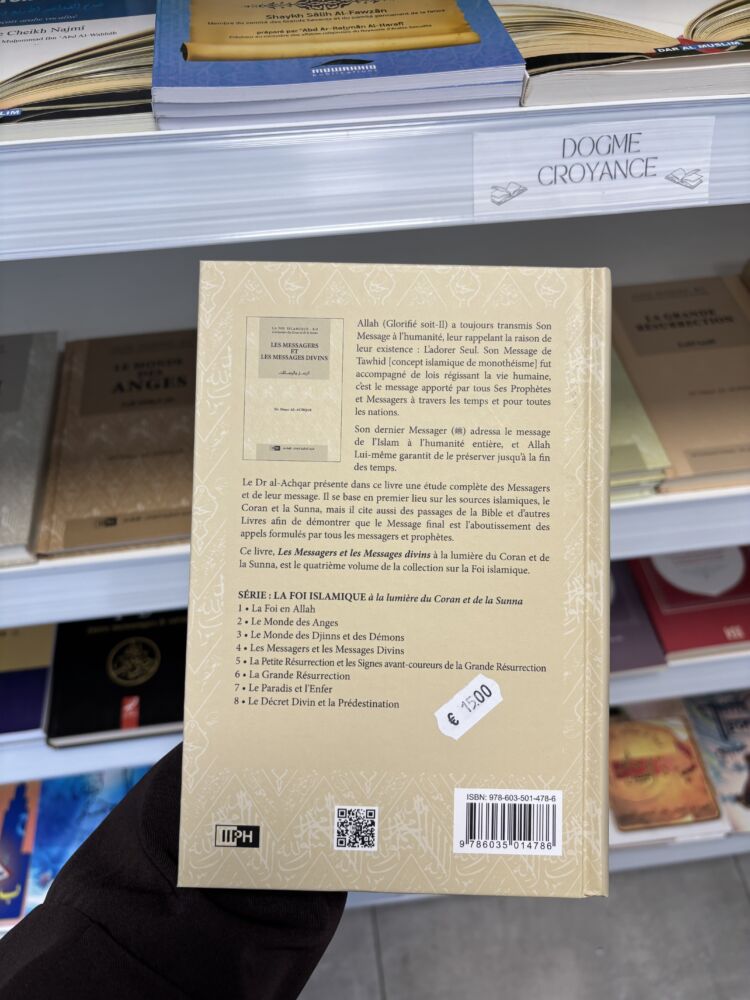 Shaykh Sâlih Al-Fawzân
préparé par 'Abd Ar-Rahmân Al-Harafî
Cheikh Najmi
DAR AL MUSLIM
DOGME
CROYANCE
LE MONDE
DES
ANGES
LA GRANDE
RÉSURRECTION
LA FOI ISLAMIQUE
LES MESSAGERS
ET
LES MESSAGES DIVINS
Dr. Omar AL-ACHQAR
Allah (Glorifié soit-Il) a toujours transmis Son
Message à l'humanité, leur rappelant la raison de
leur existence : L'adorer Seul. Son Message de
Tawhid [concept islamique de monothéisme] fut
accompagné de lois régissant la vie humaine,
c'est le message apporté par tous Ses Prophètes
et Messagers à travers les temps et pour toutes
les nations.
Son dernier Messager (ﷺ) adressa le message
de l'Islam à l'humanité entière, et Allah
Lui-même garantit de le préserver jusqu'à la fin
des temps.
Le Dr al-Achqar présente dans ce livre une étude complète des Messagers
et de leur message. Il se base en premier lieu sur les sources islamiques, le
Coran et la Sunna, mais il cite aussi des passages de la Bible et d'autres
Livres afin de démontrer que le Message final est l'aboutissement des
appels formulés par tous les messagers et prophètes.
Ce livre, Les Messagers et les Messages divins à la lumière du Coran et de
la Sunna, est le quatrième volume de la collection sur la Foi islamique.
SÉRIE : LA FOI ISLAMIQUE à la lumière du Coran et de la Sunna
1 • La Foi en Allah
2 • Le Monde des Anges
3 • Le Monde des Djinns et des Démons
4 • Les Messagers et les Messages Divins
5 • La Petite Résurrection et les Signes avant-coureurs de la Grande Résurrection
6 • La Grande Résurrection
7 • Le Paradis et l'Enfer
8 • Le Décret Divin et la Prédestination
€ 15.00
IIPH
ISBN: 978-603-501-478-6
9 786035 014786